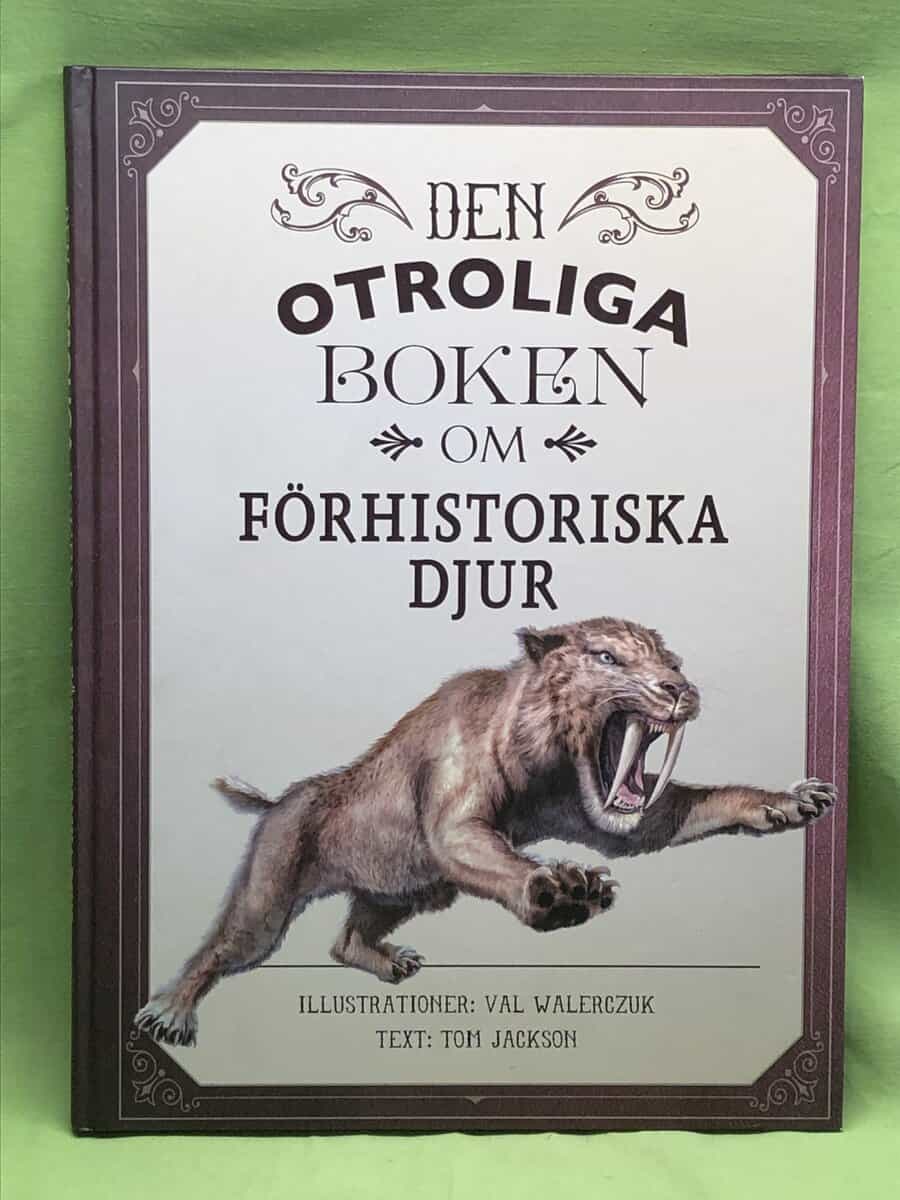 DEN
OTROLIGA
BOKEN
OM
FÖRHISTORISKA
DJUR
ILLUSTRATIONER: VAL WALERCZUK
TEXT: TOM JACKSON